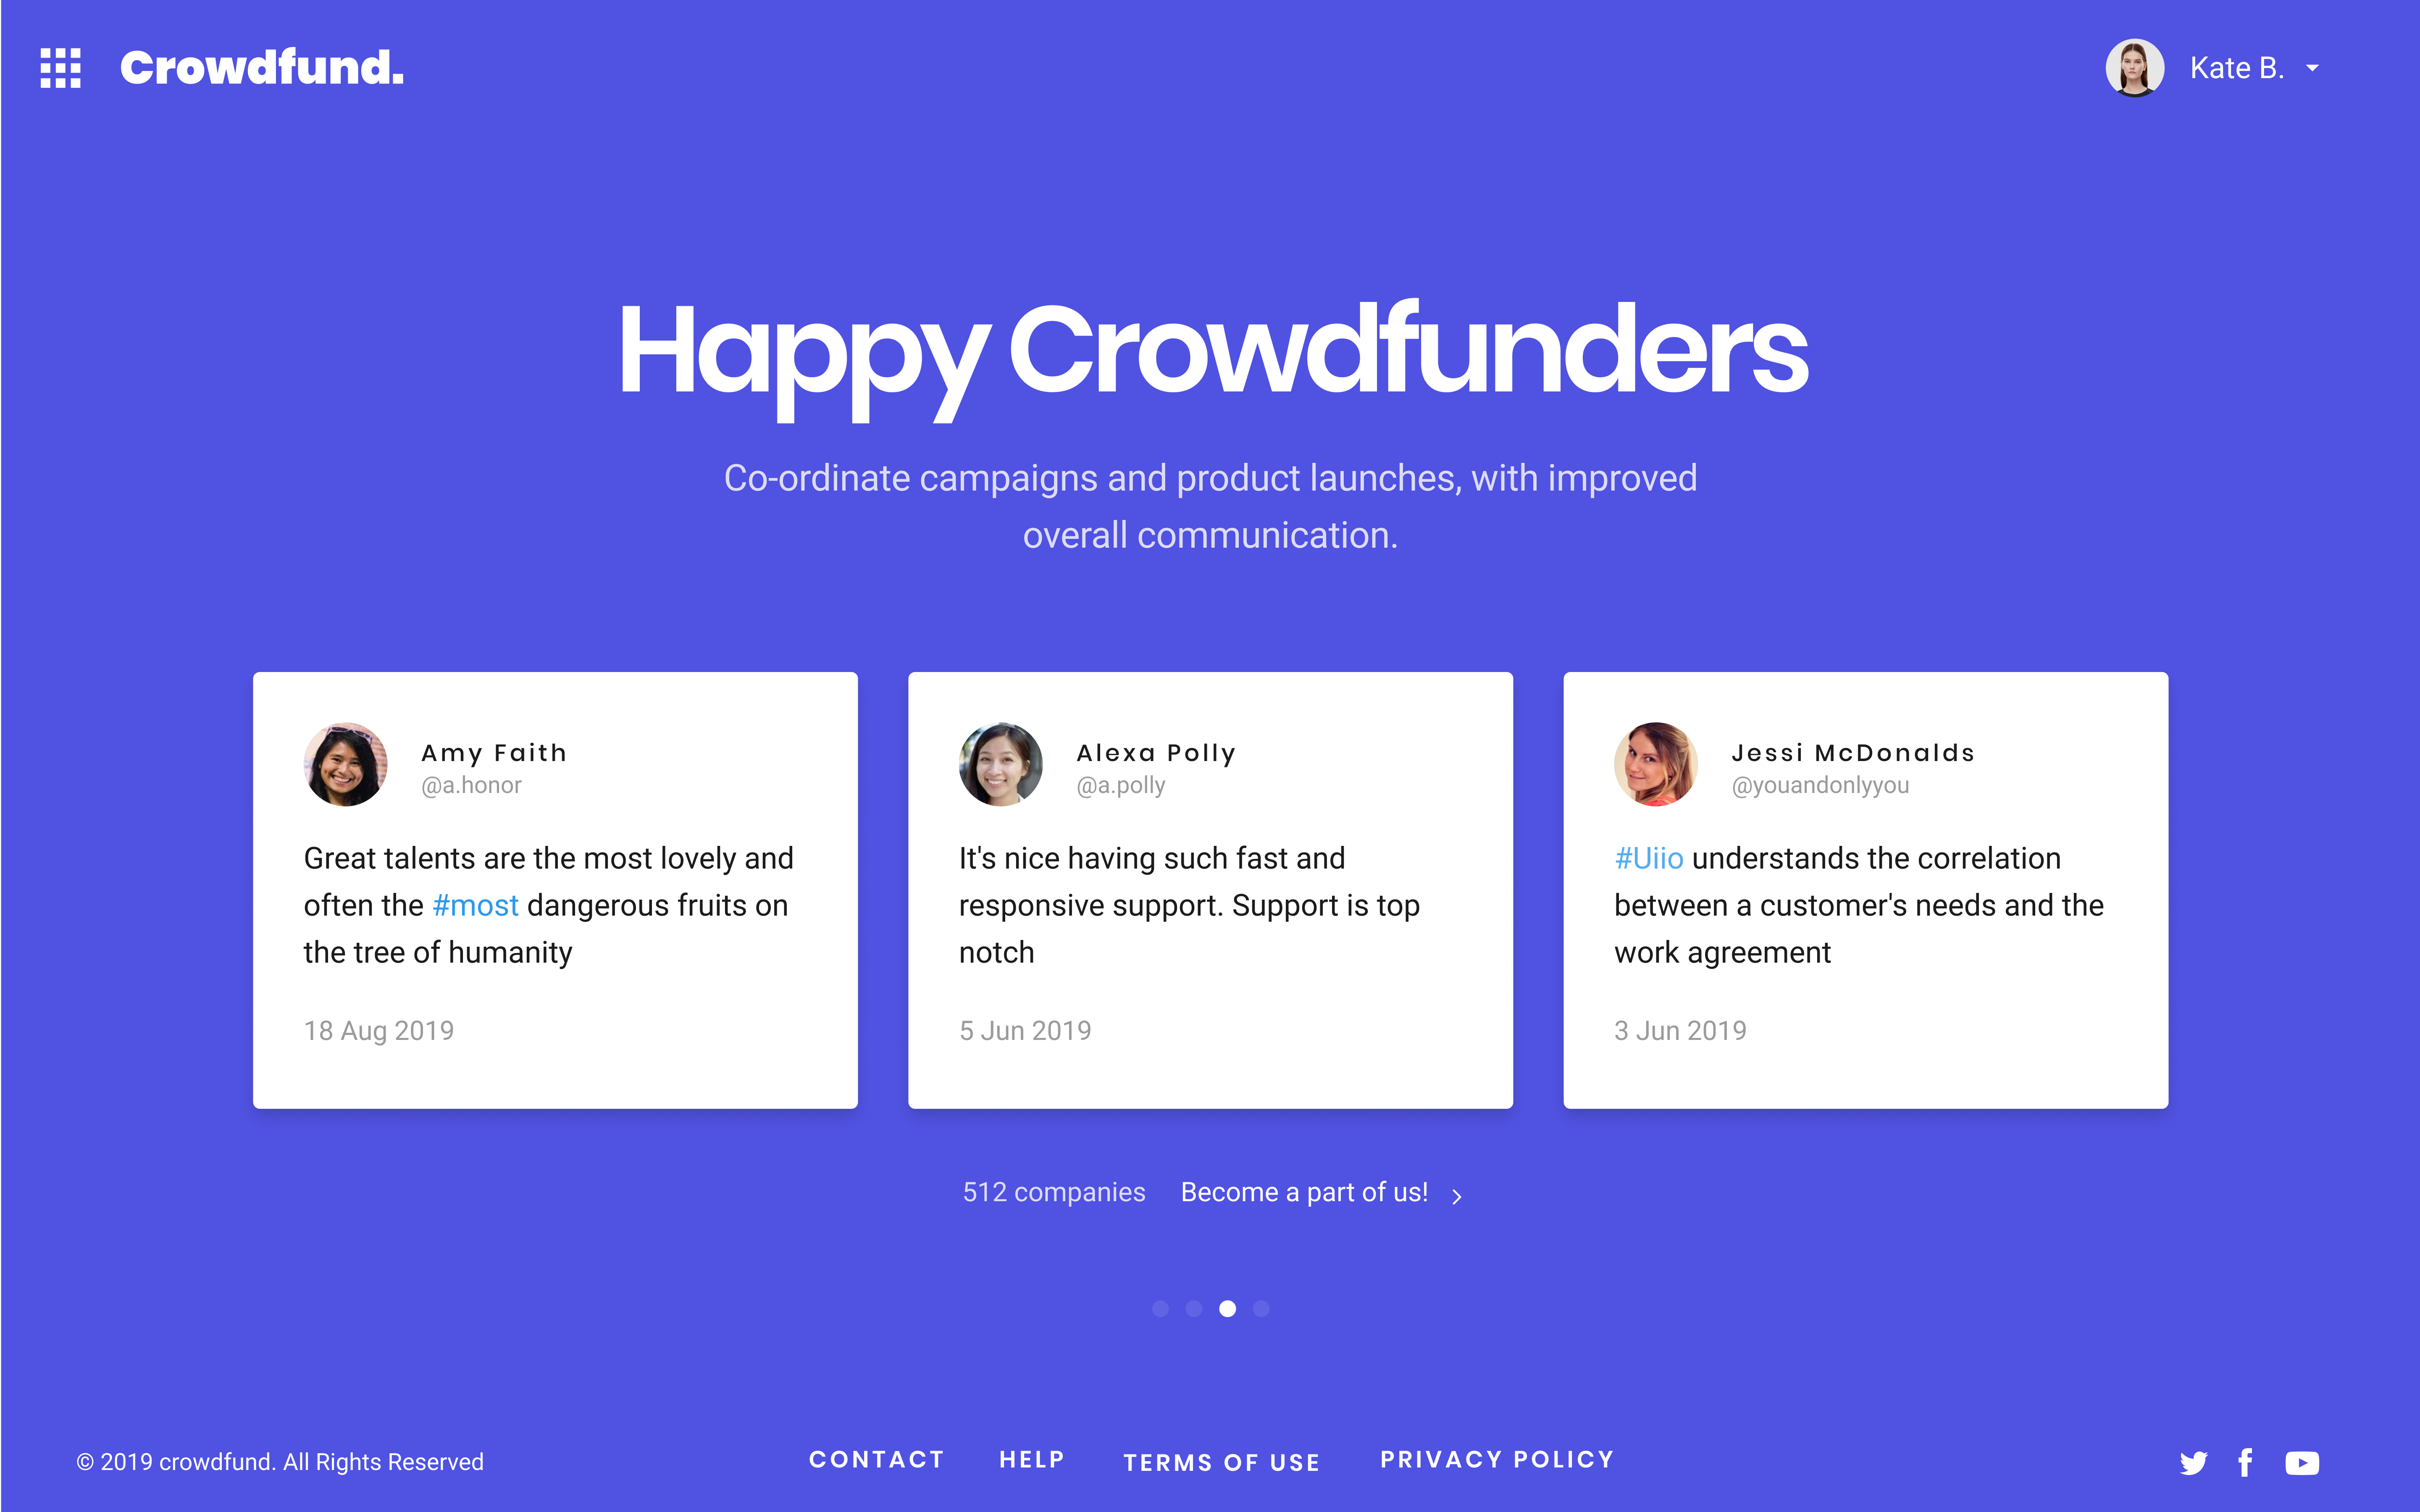 Crowdfund.
Kate B.
Happy Crowdfunders
Co-ordinate campaigns and product launches, with improved
overall communication.
Amy Faith
@a.honor
Great talents are the most lovely and
often the #most dangerous fruits on
the tree of humanity
18 Aug 2019
Alexa Polly
@a.polly
It's nice having such fast and
responsive support. Support is top
notch
5 Jun 2019
Jessi McDonalds
@youandonlyyou
#Uiio understands the correlation
between a customer's needs and the
work agreement
3 Jun 2019
512 companies Become a part of us!
© 2019 crowdfund. All Rights Reserved
CONTACT HELP TERMS OF USE PRIVACY POLICY